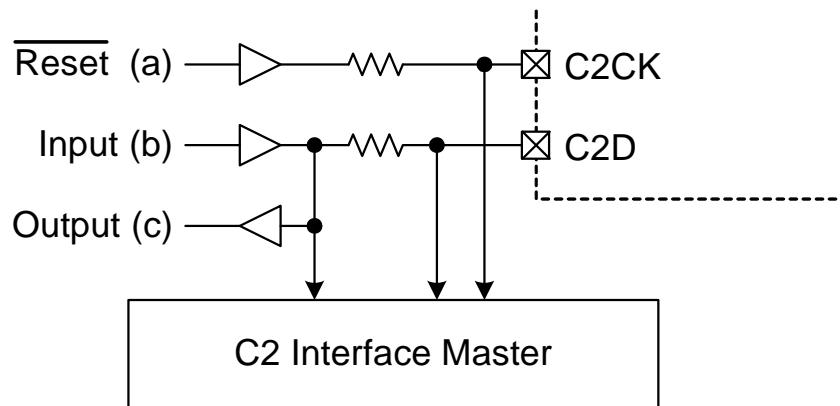 Reset (a)
C2CK
Input (b)
C2D
Output (c)
C2 Interface Master